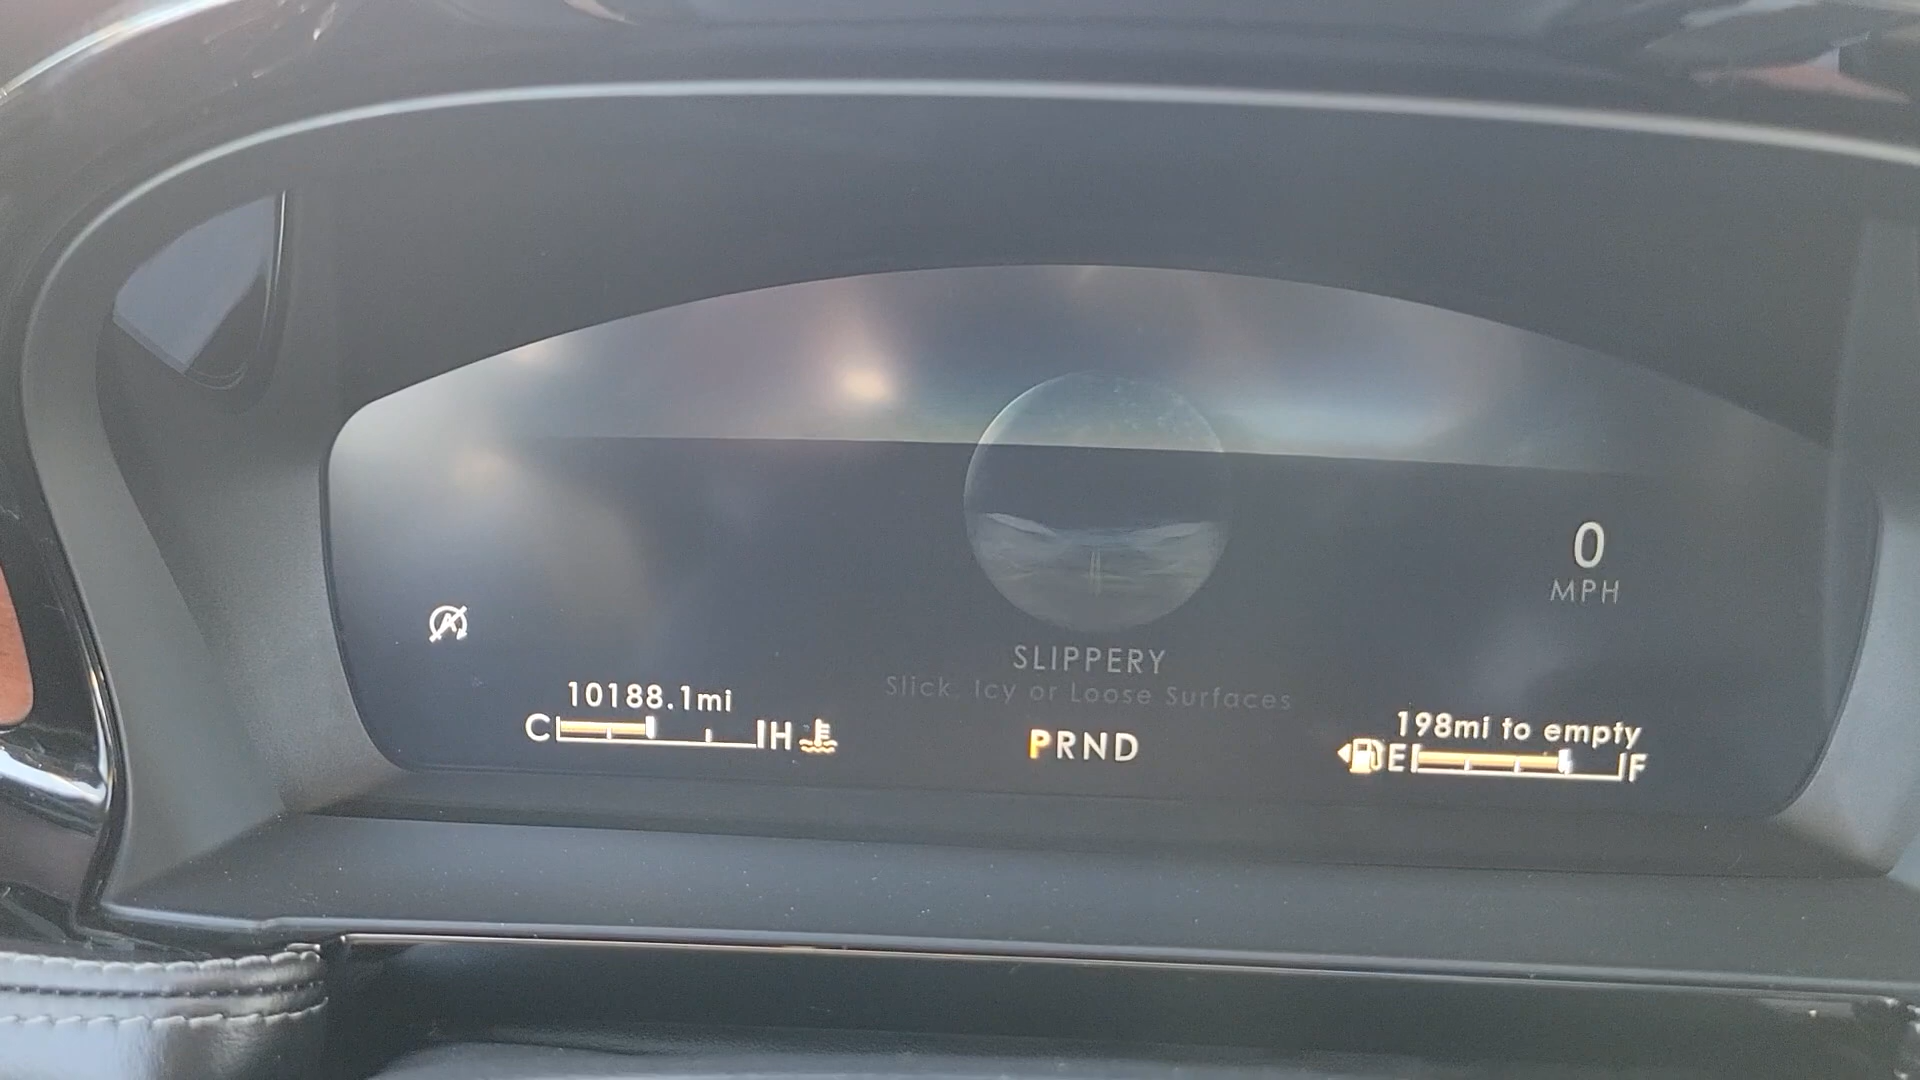 0
MPH
SLIPPERY
Slick, Icy or Loose Surfaces
10188.1mi
C H
PRND
198mi to empty
E F